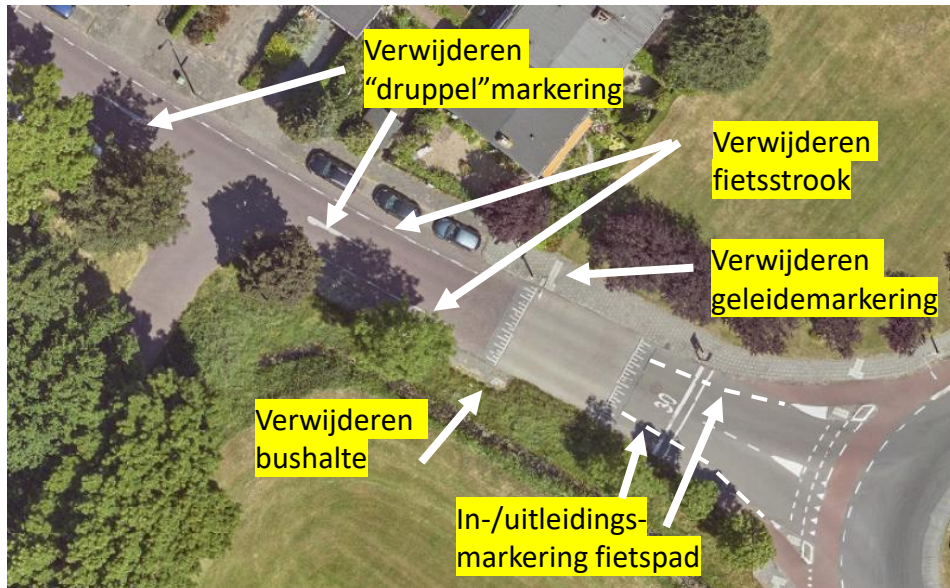 Verwijderen
“druppel”markering
Verwijderen
fietsstrook
Verwijderen
geleidemarkering
30
Verwijderen
bushalte
In-/uitleidings-
markering fietspad